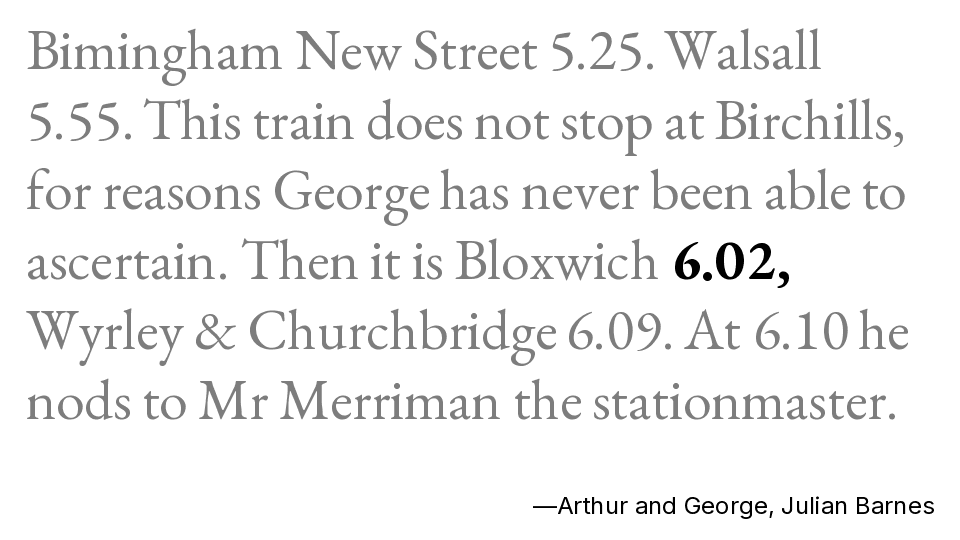 Bimingham New Street 5.25. Walsall
5.55. This train does not stop at Birchills,
for reasons George has never been able to
ascertain. Then it is Bloxwich 6.02,
Wyrley & Churchbridge 6.09. At 6.10 he
nods to Mr Merriman the stationmaster.
—Arthur and George, Julian Barnes